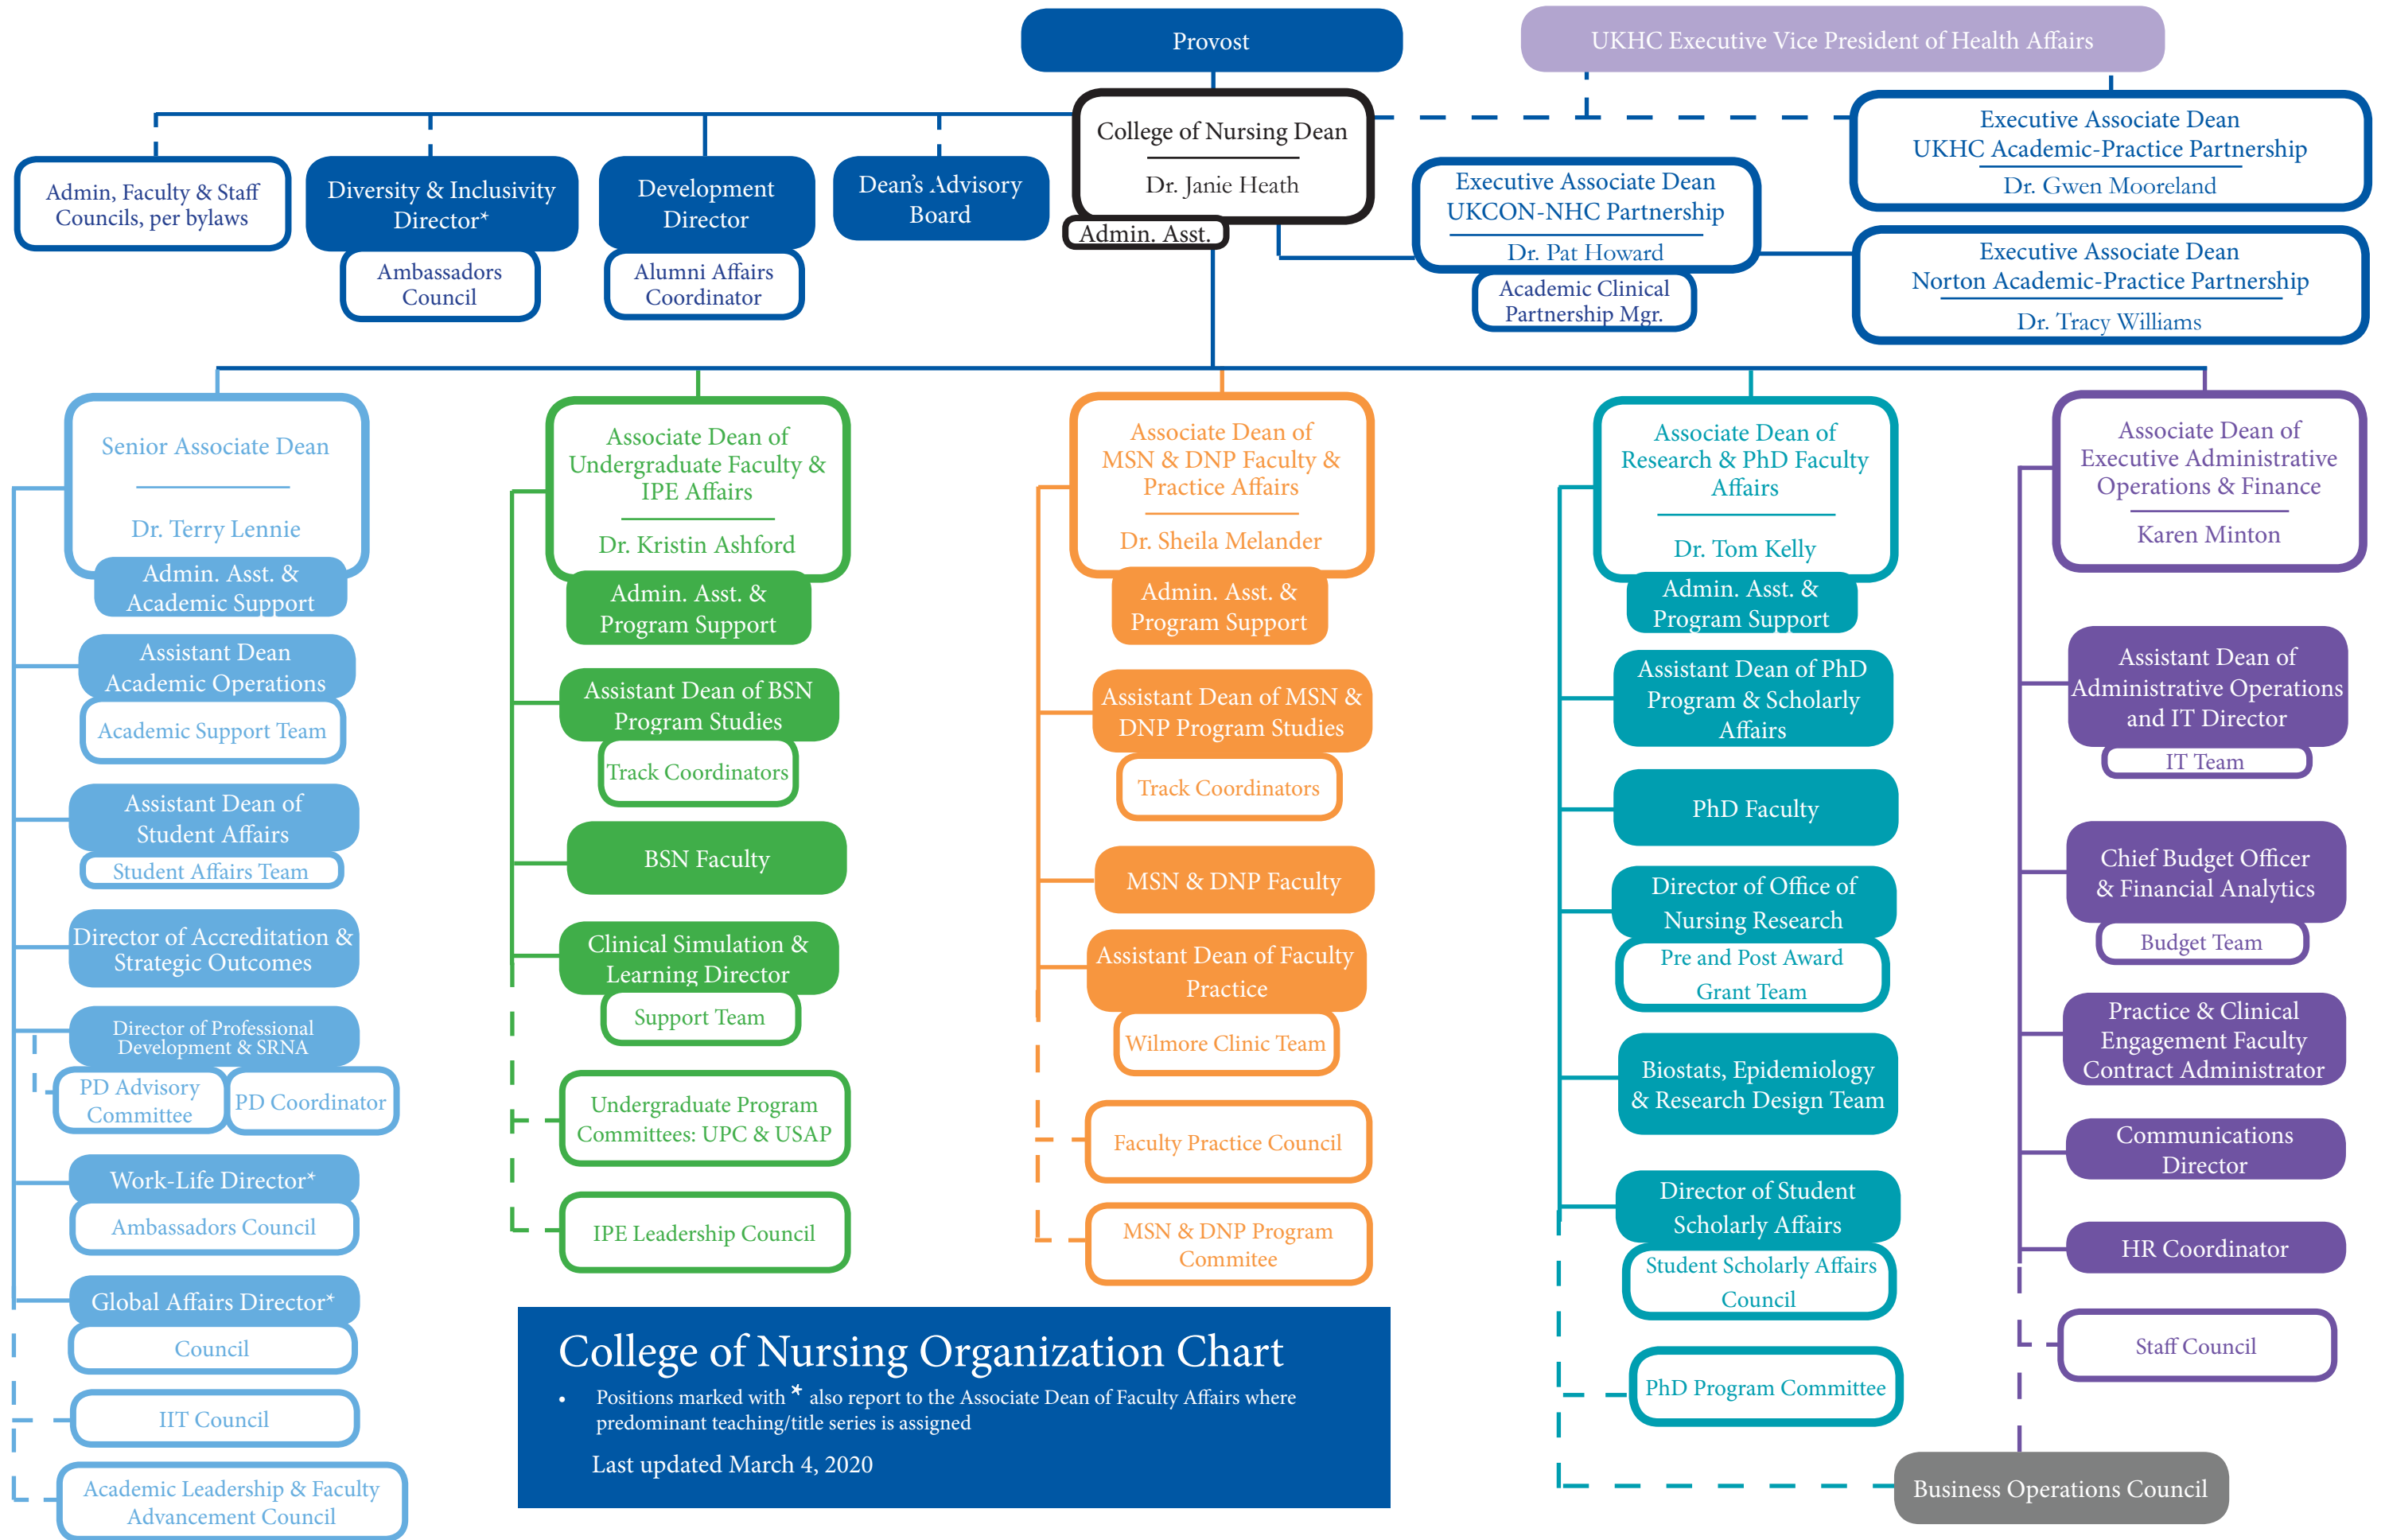 Provost
UKHC Executive Vice President of Health Affairs
College of Nursing Dean
Dr. Janie Heath
Admin. Asst.
Executive Associate Dean
UKHC Academic-Practice Partnership
Dr. Gwen Mooreland
Admin, Faculty & Staff
Councils, per bylaws
Diversity & Inclusivity
Director*
Ambassadors
Council
Development
Director
Alumni Affairs
Coordinator
Dean's Advisory
Board
Executive Associate Dean
UKCON-NHC Partnership
Dr. Pat Howard
Academic Clinical
Partnership Mgr.
Executive Associate Dean
Norton Academic-Practice Partnership
Dr. Tracy Williams
Senior Associate Dean
Dr. Terry Lennie
Admin. Asst. &
Academic Support
Assistant Dean
Academic Operations
Academic Support Team
Assistant Dean of
Student Affairs
Student Affairs Team
Director of Accreditation &
Strategic Outcomes
Director of Professional
Development & SRNA
PD Advisory
Committee
PD Coordinator
Work-Life Director*
Ambassadors Council
Global Affairs Director*
Council
IIT Council
Academic Leadership & Faculty
Advancement Council
Associate Dean of
Undergraduate Faculty &
IPE Affairs
Dr. Kristin Ashford
Admin. Asst. &
Program Support
Assistant Dean of BSN
Program Studies
Track Coordinators
BSN Faculty
Clinical Simulation &
Learning Director
Support Team
Undergraduate Program
Committees: UPC & USAP
IPE Leadership Council
Associate Dean of
MSN & DNP Faculty &
Practice Affairs
Dr. Sheila Melander
Admin. Asst. &
Program Support
Assistant Dean of MSN &
DNP Program Studies
Track Coordinators
MSN & DNP Faculty
Assistant Dean of Faculty
Practice
Wilmore Clinic Team
Faculty Practice Council
MSN & DNP Program
Commitee
Associate Dean of
Research & PhD Faculty
Affairs
Dr. Tom Kelly
Admin. Asst. &
Program Support
Assistant Dean of PhD
Program & Scholarly
Affairs
PhD Faculty
Director of Office of
Nursing Research
Pre and Post Award
Grant Team
Biostats, Epidemiology
& Research Design Team
Director of Student
Scholarly Affairs
Student Scholarly Affairs
Council
PhD Program Committee
Associate Dean of
Executive Administrative
Operations & Finance
Karen Minton
Assistant Dean of
Administrative Operations
and IT Director
IT Team
Chief Budget Officer
& Financial Analytics
Budget Team
Practice & Clinical
Engagement Faculty
Contract Administrator
Communications
Director
HR Coordinator
Staff Council
Business Operations Council
College of Nursing Organization Chart
• Positions marked with * also report to the Associate Dean of Faculty Affairs where
predominant teaching/title series is assigned
Last updated March 4, 2020